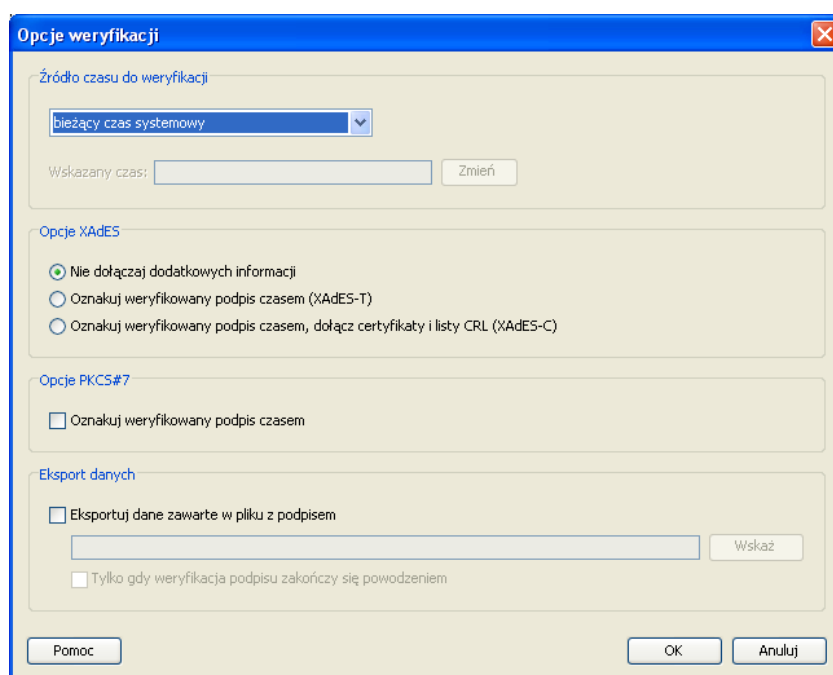 Opcje weryfikacji
Źródło czasu do weryfikacji
bieżący czas systemowy
Wskazany czas:
Zmień
Opcje XAdES
Nie dołączaj dodatkowych informacji
Oznakuj weryfikowany podpis czasem (XAdES-T)
Oznakuj weryfikowany podpis czasem, dołącz certyfikaty i listy CRL (XAdES-C)
Opcje PKCS#7
Oznakuj weryfikowany podpis czasem
Eksport danych
Eksportuj dane zawarte w pliku z podpisem
Wskaż
Tylko gdy weryfikacja podpisu zakończy się powodzeniem
Pomoc
OK
Anuluj